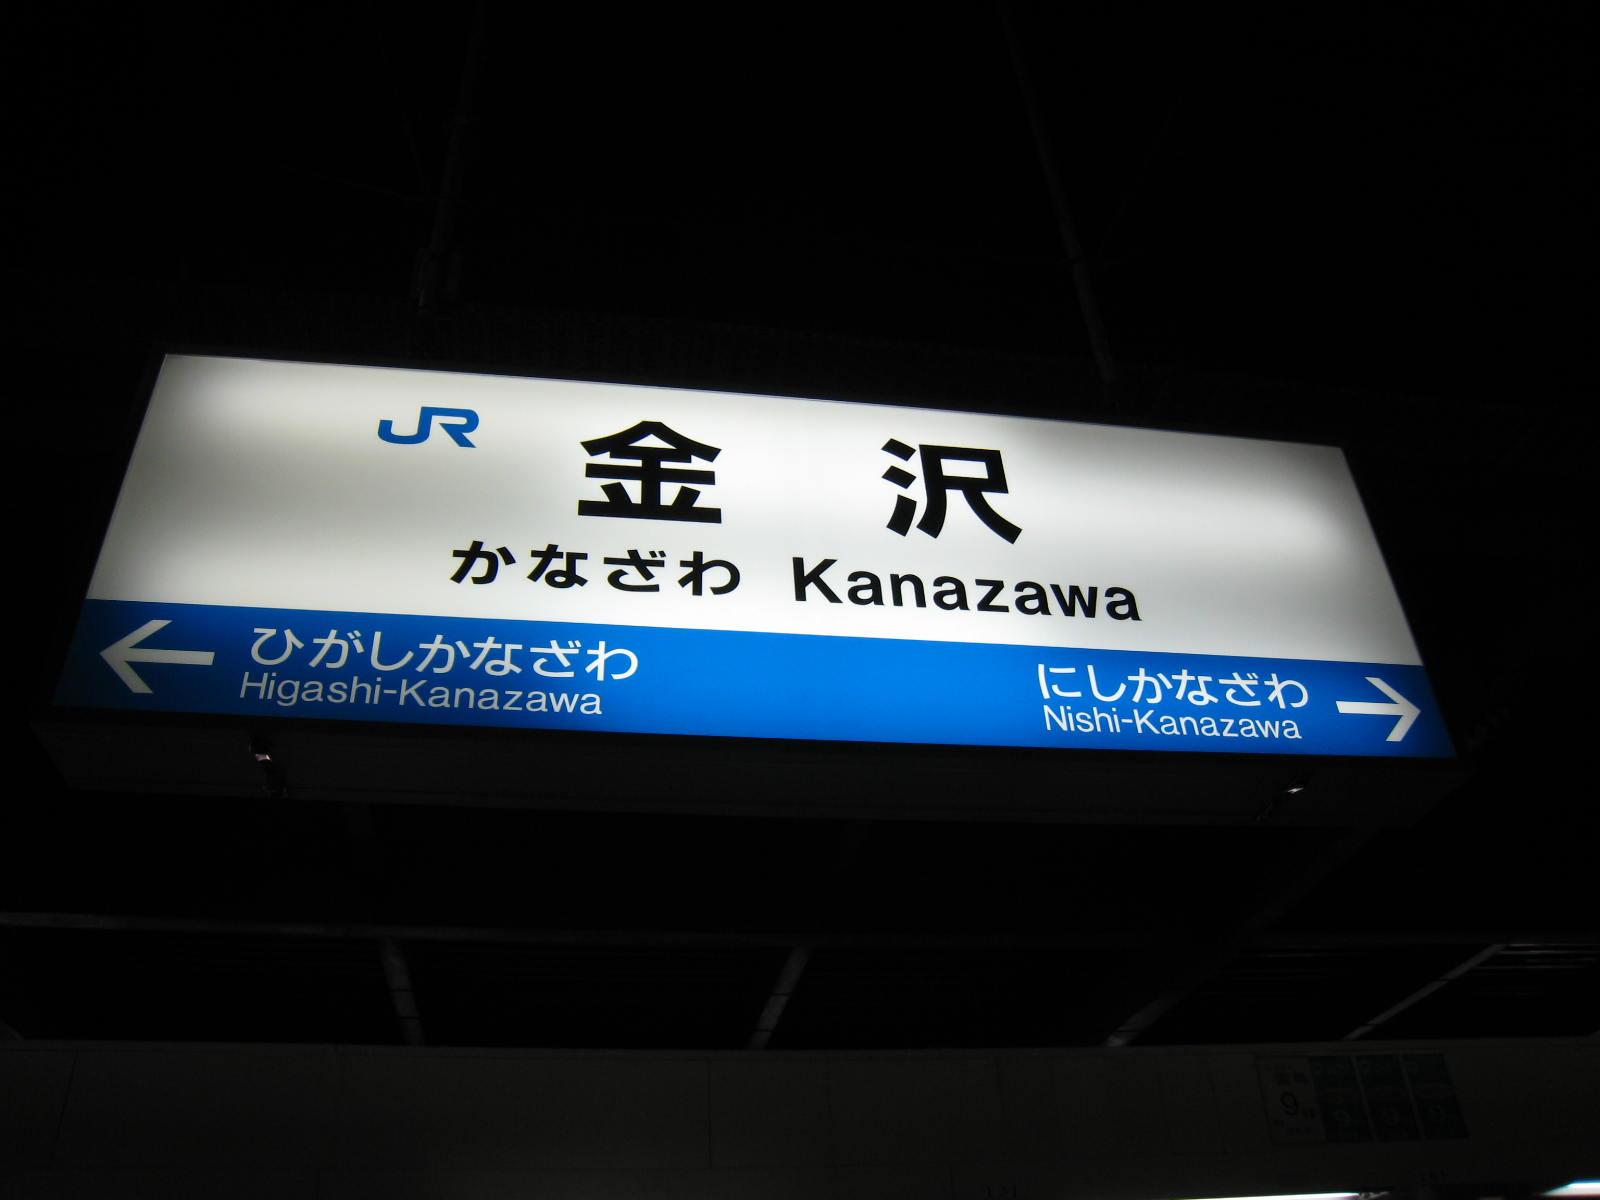 JR 金沢
かなざわ Kanazawa
← ひがしかなざわ にしかなざわ →
Higashi-Kanazawa Nishi-Kanazawa
9